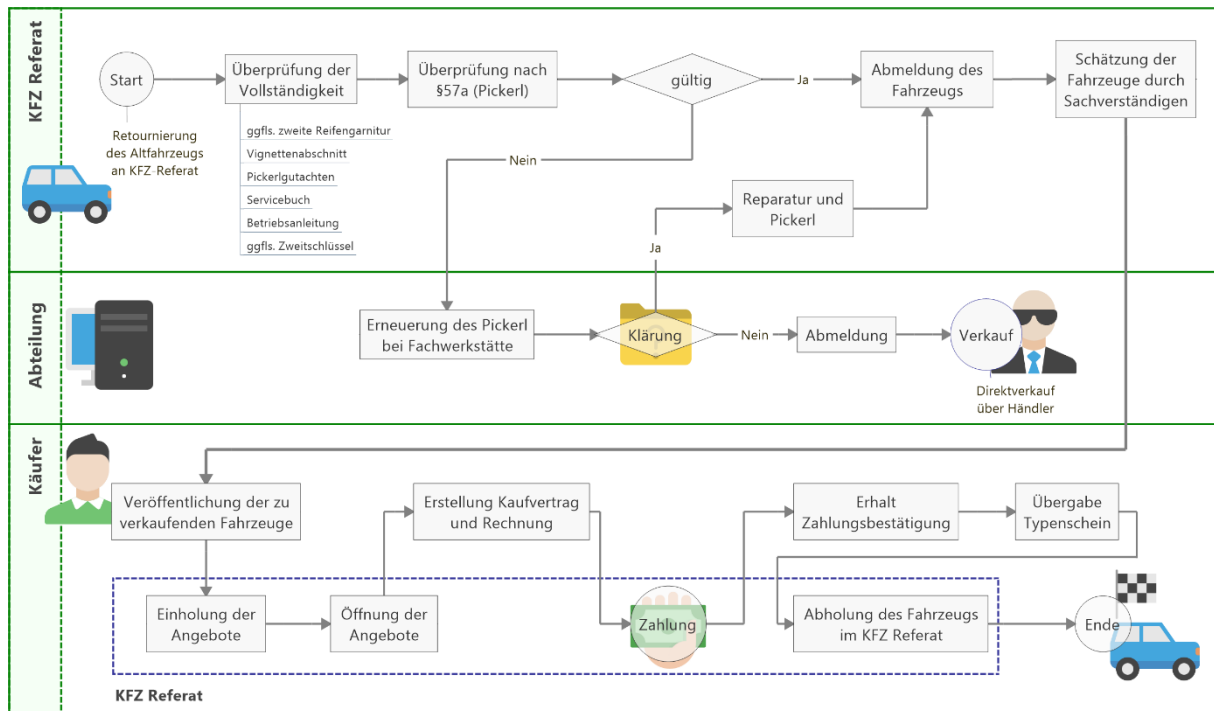 KFZ Referat
Start
Retournierung
des Altfahrzeugs
an KFZ-Referat
Überprüfung der
Vollständigkeit
ggfls. zweite Reifengarnitur
Vignettenabschnitt
Pickerlgutachten
Servicebuch
Betriebsanleitung
ggfls. Zweitschlüssel
Überprüfung nach
§57a (Pickerl)
gültig
Ja
Nein
Abmeldung des
Fahrzeugs
Schätzung der
Fahrzeuge durch
Sachverständigen
Reparatur und
Pickerl
Ja
Abteilung
Erneuerung des Pickerl
bei Fachwerkstätte
Klärung
Nein
Abmeldung
Verkauf
Direktverkauf
über Händler
Käufer
Veröffentlichung der zu
verkaufenden Fahrzeuge
Erstellung Kaufvertrag
und Rechnung
Erhalt
Zahlungsbestätigung
Übergabe
Typenschein
Einholung der
Angebote
Öffnung der
Angebote
Zahlung
Abholung des Fahrzeugs
im KFZ Referat
Ende
KFZ Referat